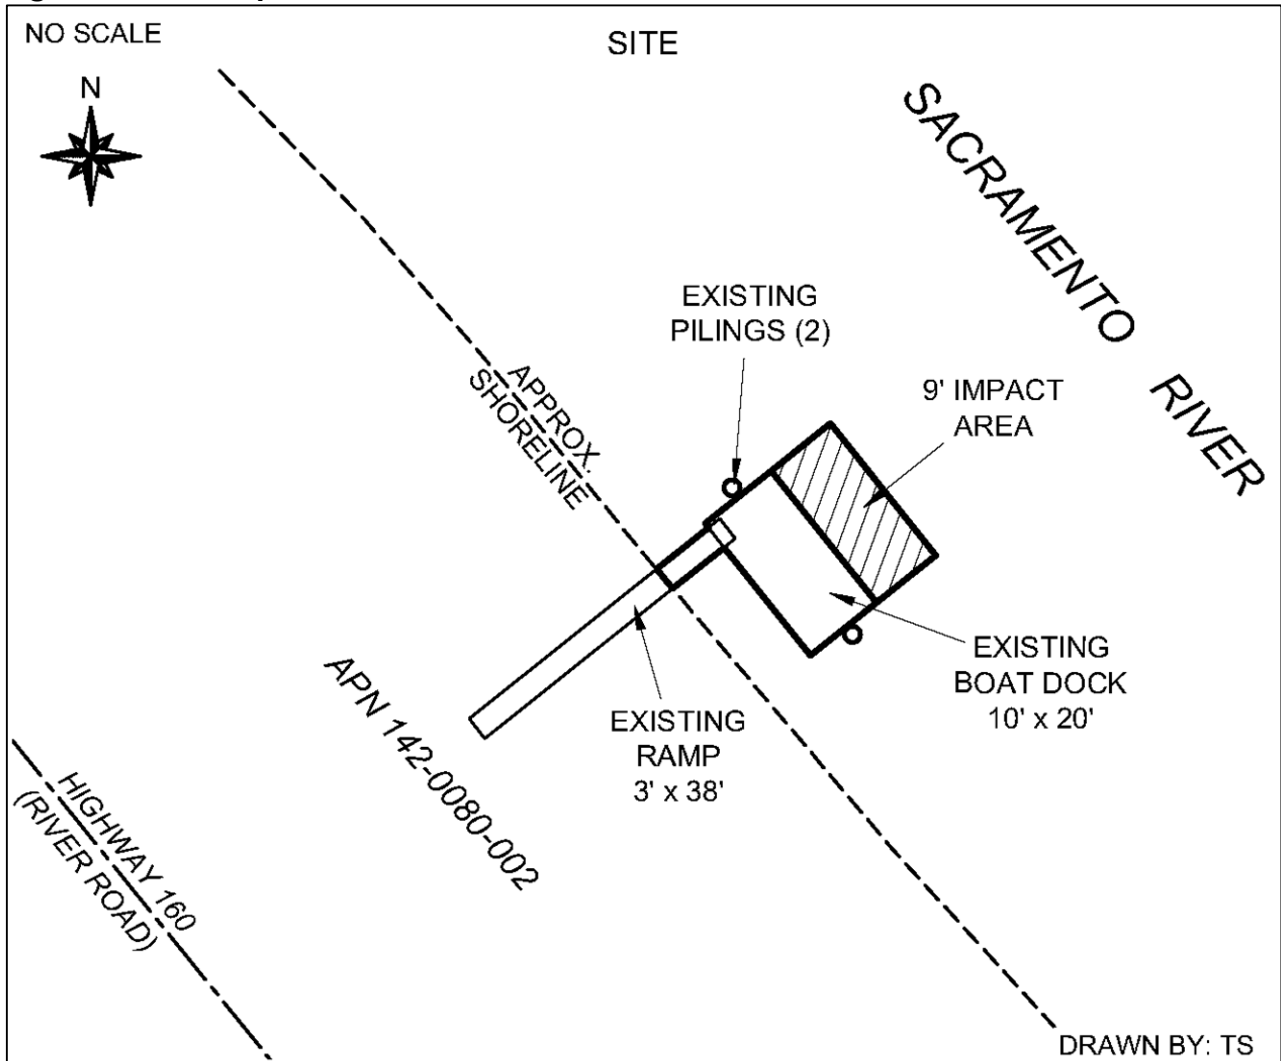 NO SCALE
SITE
N
SACRAMENTO RIVER
EXISTING
PILINGS (2)
9' IMPACT
AREA
APPROX.
SHORELINE
EXISTING
BOAT DOCK
10' x 20'
EXISTING
RAMP
3' x 38'
APN 142-0080-002
HIGHWAY 160
(RIVER ROAD)
DRAWN BY: TS